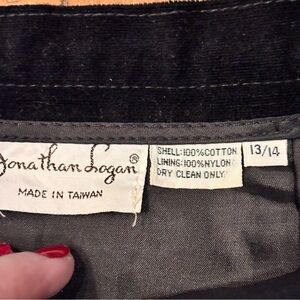 Jonathan Logan®
MADE IN TAIWAN
SHELL:100%COTTON
LINING:100%NYLON
DRY CLEAN ONLY
13/14